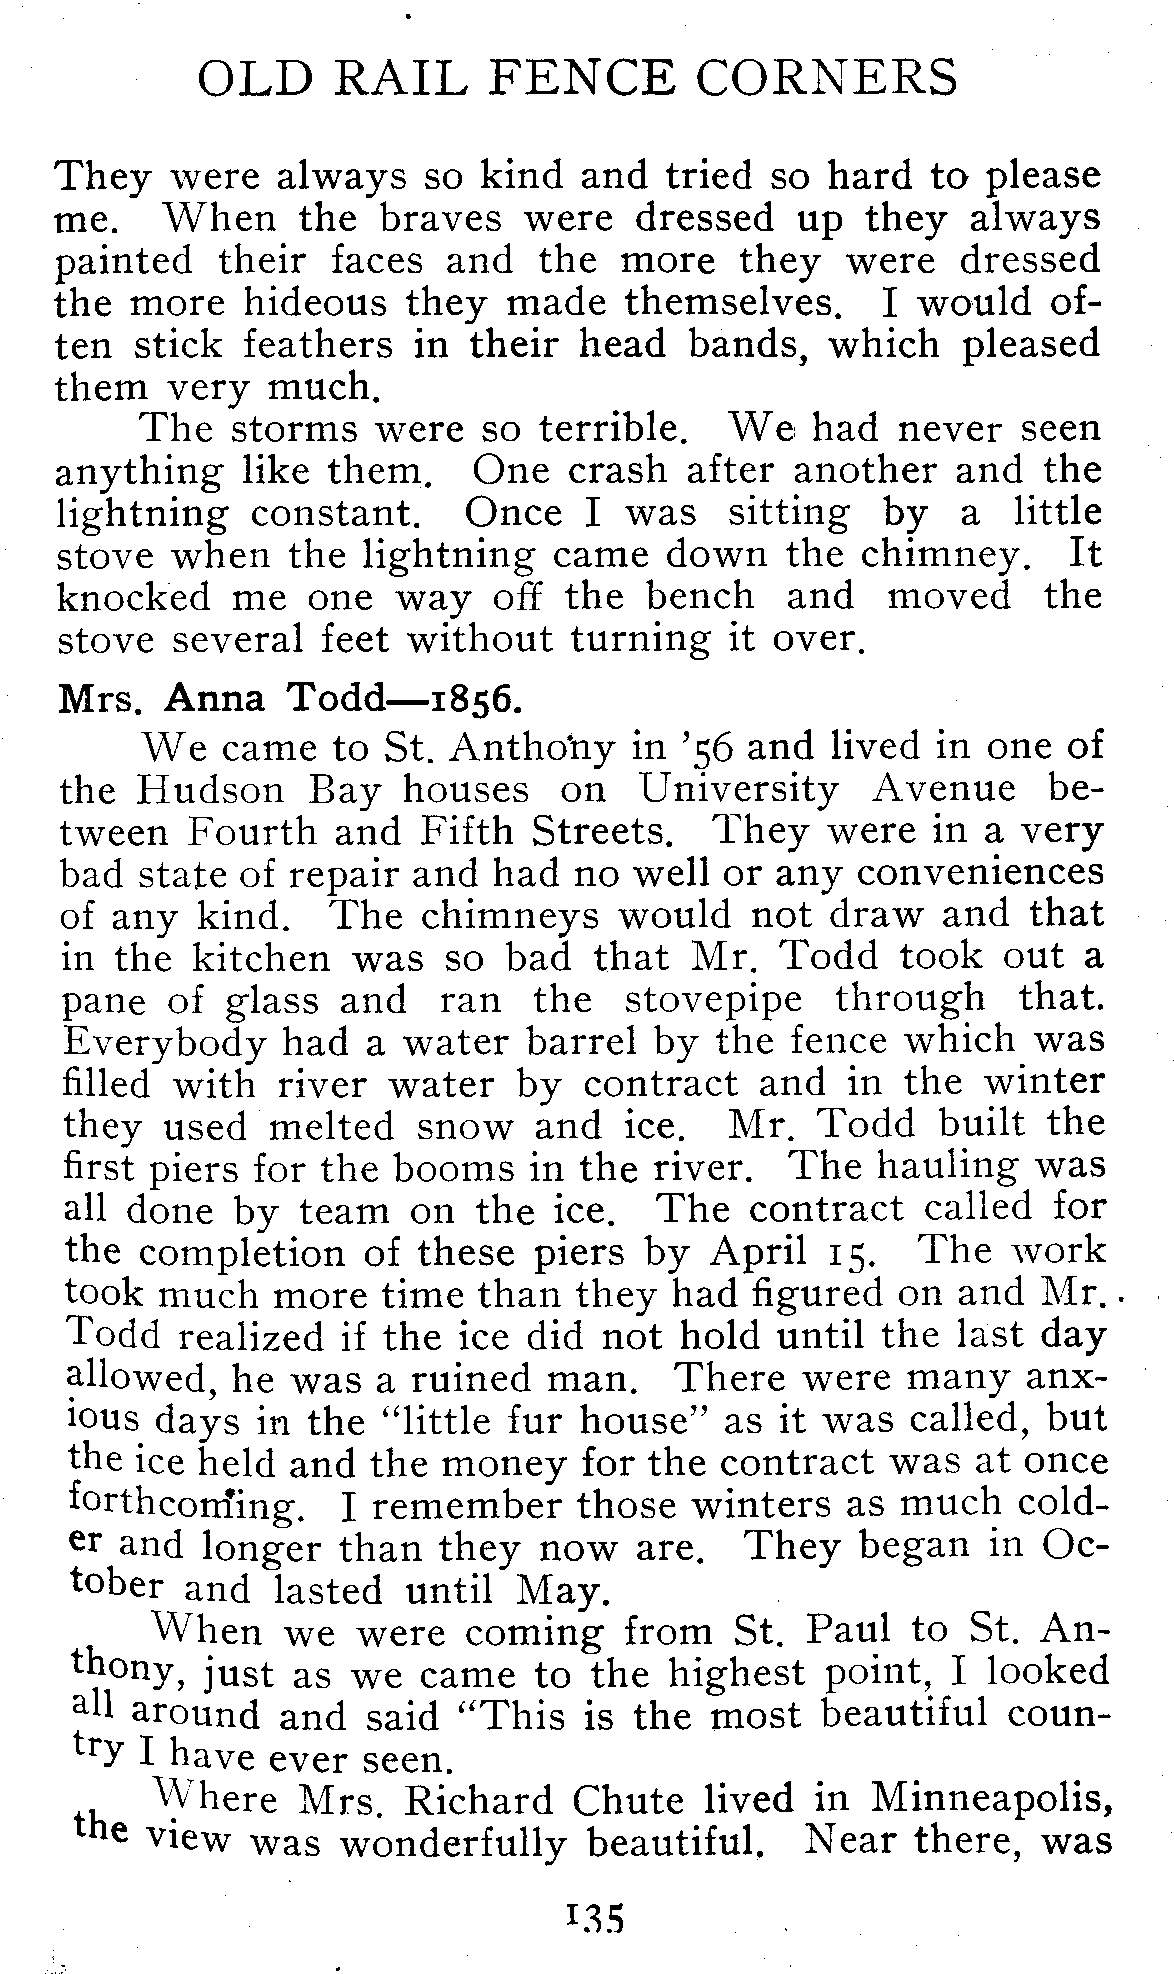 OLD RAIL FENCE CORNERS
They were always so kind and tried so hard to please
me. When the braves were dressed up they always
painted their faces and the more they were dressed
the more hideous they made themselves. I would of-
ten stick feathers in their head bands, which pleased
them very much.
The storms were so terrible. We had never seen
anything like them. One crash after another and the
lightning constant. Once I was sitting by a little
stove when the lightning came down the chimney. It
knocked me one way off the bench and moved the
stove several feet without turning it over.
Mrs. Anna Todd—1856.
We came to St. Anthony in ’56 and lived in one of
the Hudson Bay houses on University Avenue be-
tween Fourth and Fifth Streets. They were in a very
bad state of repair and had no well or any conveniences
of any kind. The chimneys would not draw and that
in the kitchen was so bad that Mr. Todd took out a
pane of glass and ran the stovepipe through that.
Everybody had a water barrel by the fence which was
filled with river water by contract and in the winter
they used melted snow and ice. Mr. Todd built the
first piers for the booms in the river. The hauling was
all done by team on the ice. The contract called for
the completion of these piers by April 15. The work
took much more time than they had figured on and Mr.
Todd realized if the ice did not hold until the last day
allowed, he was a ruined man. There were many anx-
ious days in the “little fur house” as it was called, but
the ice held and the money for the contract was at once
forthcoming. I remember those winters as much cold-
er and longer than they now are. They began in Oc-
tober and lasted until May.
When we were coming from St. Paul to St. An-
thony, just as we came to the highest point, I looked
all around and said “This is the most beautiful coun-
try I have ever seen.
Where Mrs. Richard Chute lived in Minneapolis,
the view was wonderfully beautiful. Near there, was
135